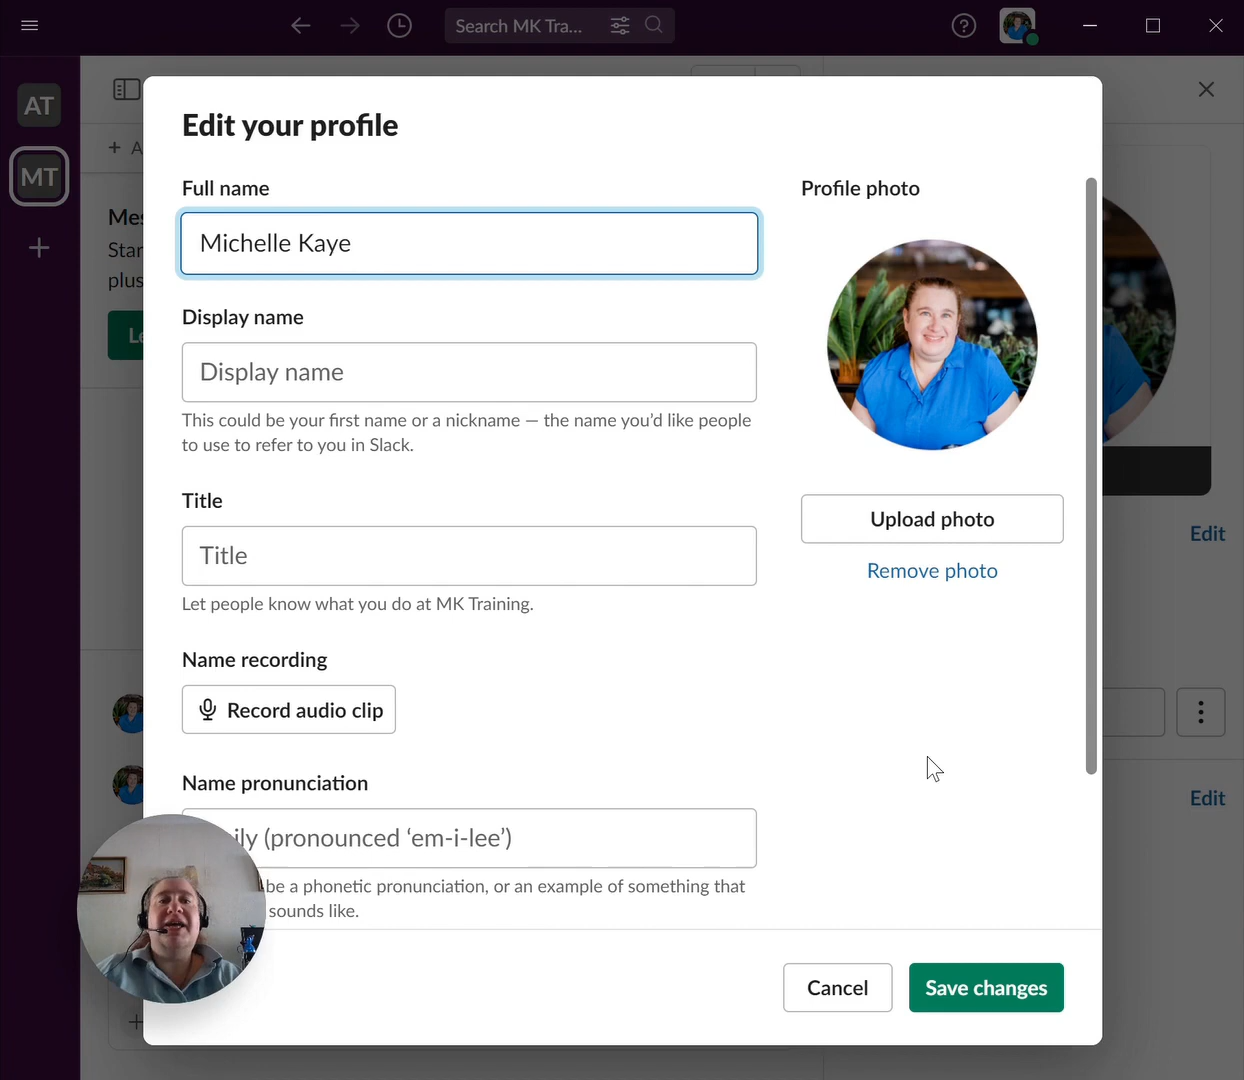 Search MK Tra...
AT
MT
Edit your profile
Full name
Michelle Kaye
Profile photo
Display name
Display name
This could be your first name or a nickname — the name you’d like people
to use to refer to you in Slack.
Title
Title
Let people know what you do at MK Training.
Upload photo
Remove photo
Name recording
Record audio clip
Name pronunciation
(pronounced ‘em-i-lee’)
be a phonetic pronunciation, or an example of something that
sounds like.
Cancel
Save changes
Edit
Edit